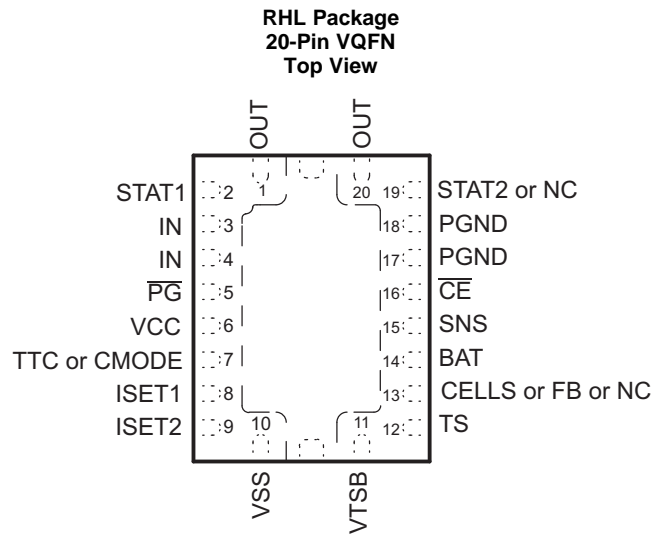 RHL Package
20-Pin VQFN
Top View
OUT
OUT
STAT1 2 1 20 19 STAT2 or NC
IN 3 18 PGND
IN 4 17 PGND
P̅G̅ 5 16 C̅E̅
VCC 6 15 SNS
TTC or CMODE 7 14 BAT
ISET1 8 13 CELLS or FB or NC
ISET2 9 10 11 12 TS
VSS
VTSB